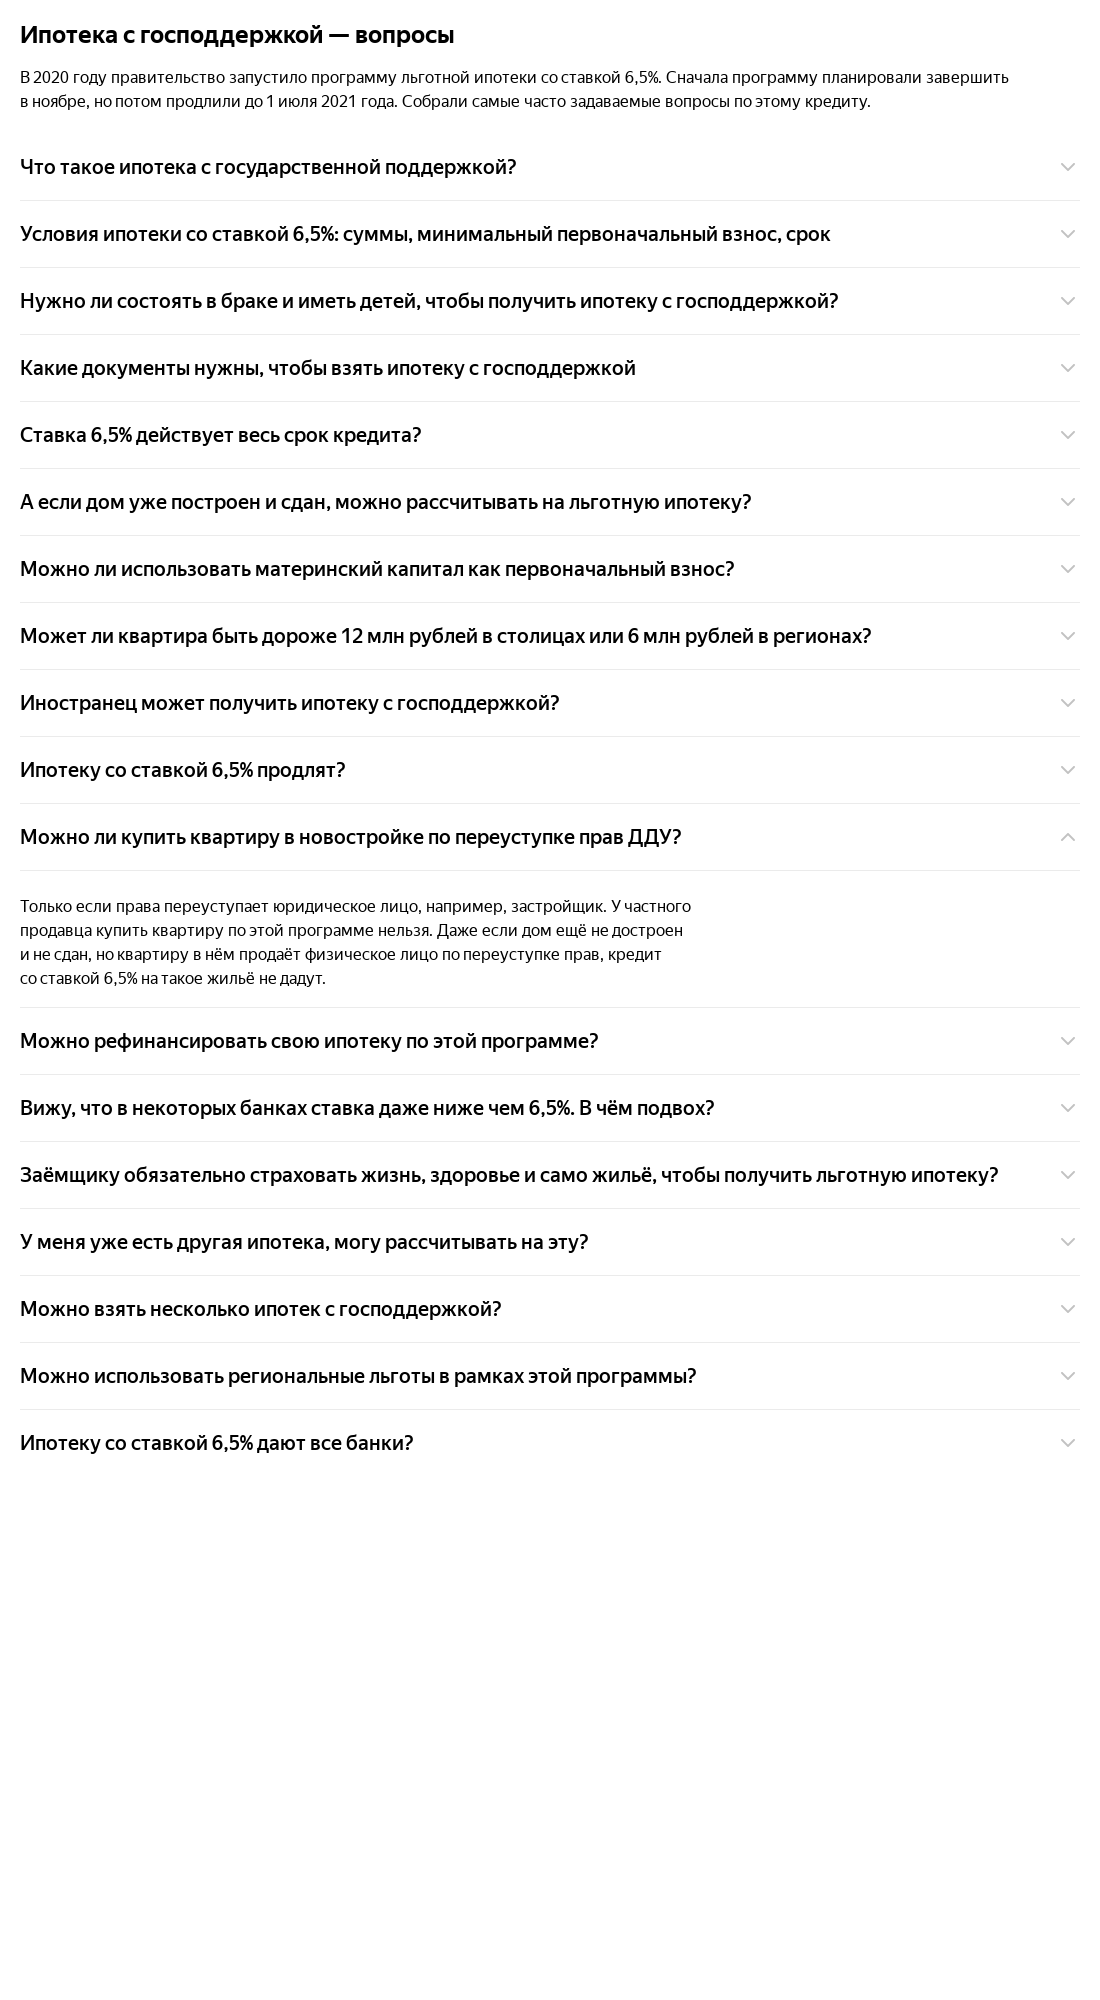 Ипотека с господдержкой — вопросы
В 2020 году правительство запустило программу льготной ипотеки со ставкой 6,5%. Сначала программу планировали завершить
в ноябре, но потом продлили до 1 июля 2021 года. Собрали самые часто задаваемые вопросы по этому кредиту.
Что такое ипотека с государственной поддержкой?
Условия ипотеки со ставкой 6,5%: суммы, минимальный первоначальный взнос, срок
Нужно ли состоять в браке и иметь детей, чтобы получить ипотеку с господдержкой?
Какие документы нужны, чтобы взять ипотеку с господдержкой
Ставка 6,5% действует весь срок кредита?
А если дом уже построен и сдан, можно рассчитывать на льготную ипотеку?
Можно ли использовать материнский капитал как первоначальный взнос?
Может ли квартира быть дороже 12 млн рублей в столицах или 6 млн рублей в регионах?
Иностранец может получить ипотеку с господдержкой?
Ипотеку со ставкой 6,5% продлят?
Можно ли купить квартиру в новостройке по переуступке прав ДДУ?
Только если права переуступает юридическое лицо, например, застройщик. У частного
продавца купить квартиру по этой программе нельзя. Даже если дом ещё не достроен
и не сдан, но квартиру в нём продаёт физическое лицо по переуступке прав, кредит
со ставкой 6,5% на такое жильё не дадут.
Можно рефинансировать свою ипотеку по этой программе?
Вижу, что в некоторых банках ставка даже ниже чем 6,5%. В чём подвох?
Заёмщику обязательно страховать жизнь, здоровье и само жильё, чтобы получить льготную ипотеку?
У меня уже есть другая ипотека, могу рассчитывать на эту?
Можно взять несколько ипотек с господдержкой?
Можно использовать региональные льготы в рамках этой программы?
Ипотеку со ставкой 6,5% дают все банки?